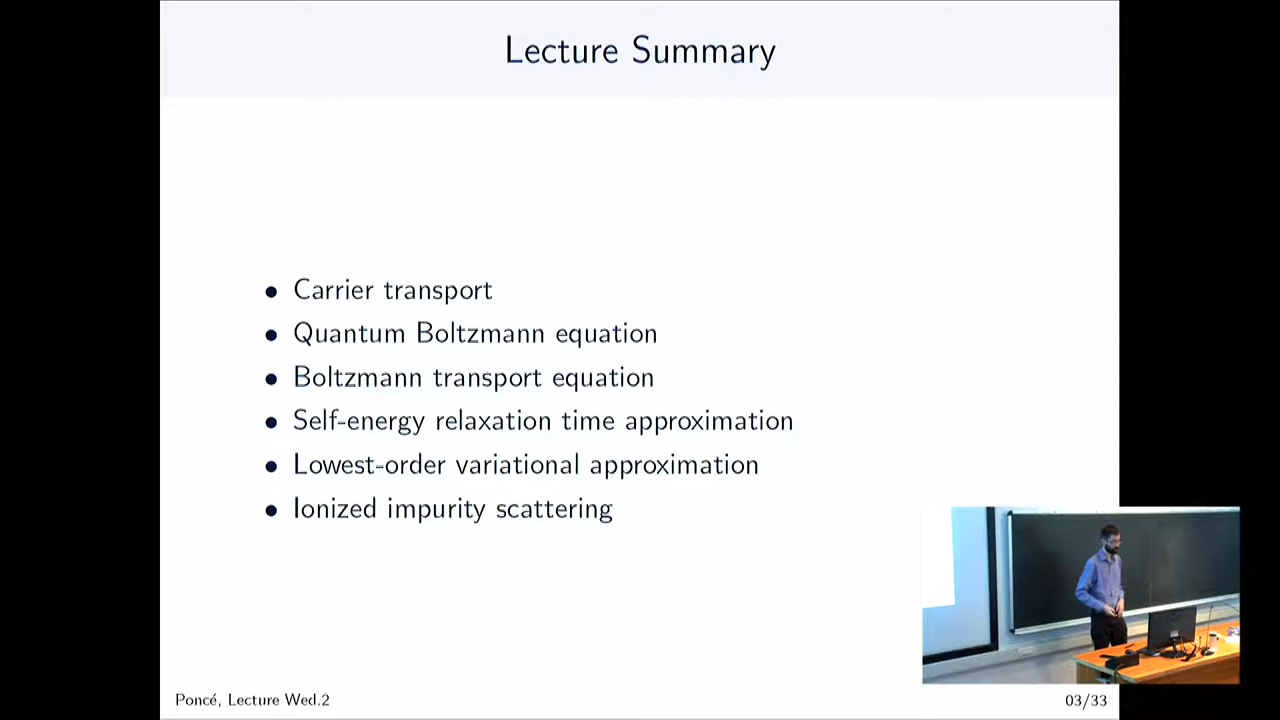 Lecture Summary
• Carrier transport
• Quantum Boltzmann equation
• Boltzmann transport equation
• Self-energy relaxation time approximation
• Lowest-order variational approximation
• Ionized impurity scattering
Poncé, Lecture Wed.2
03/33